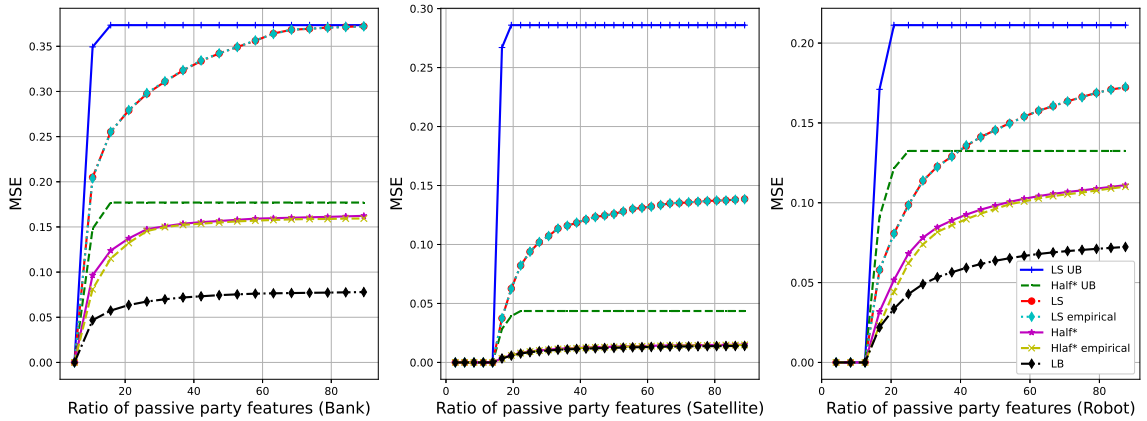 MSE
0.35
0.30
0.25
0.20
0.15
0.10
0.05
0.00
20 40 60 80
Ratio of passive party features (Bank)
MSE
0.30
0.25
0.20
0.15
0.10
0.05
0.00
0 20 40 60 80
Ratio of passive party features (Satellite)
MSE
0.20
0.15
0.10
0.05
0.00
0 20 40 60 80
Ratio of passive party features (Robot)
LS UB
Half* UB
LS
LS empirical
Half*
Hlaf* empirical
LB